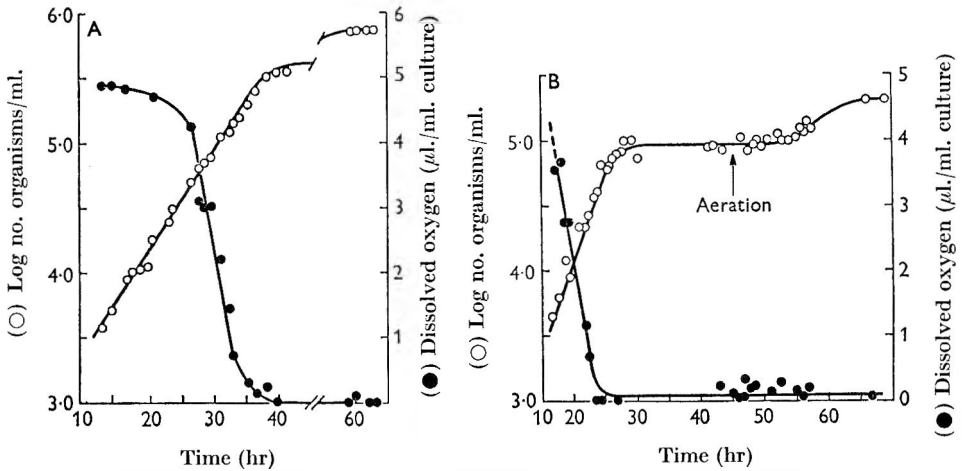 A
6·0
5·0
4·0
3·0
10 20 30 40 60
Time (hr)
(○) Log no. organisms/ml.
6
5
4
3
2
1
0
(●) Dissolved oxygen (μl./ml. culture)
B
6·0
5·0
4·0
3·0
10 20 30 40 50 60
Time (hr)
(○) Log no. organisms/ml.
5
4
3
2
1
0
(●) Dissolved oxygen (μl./ml. culture)
Aeration